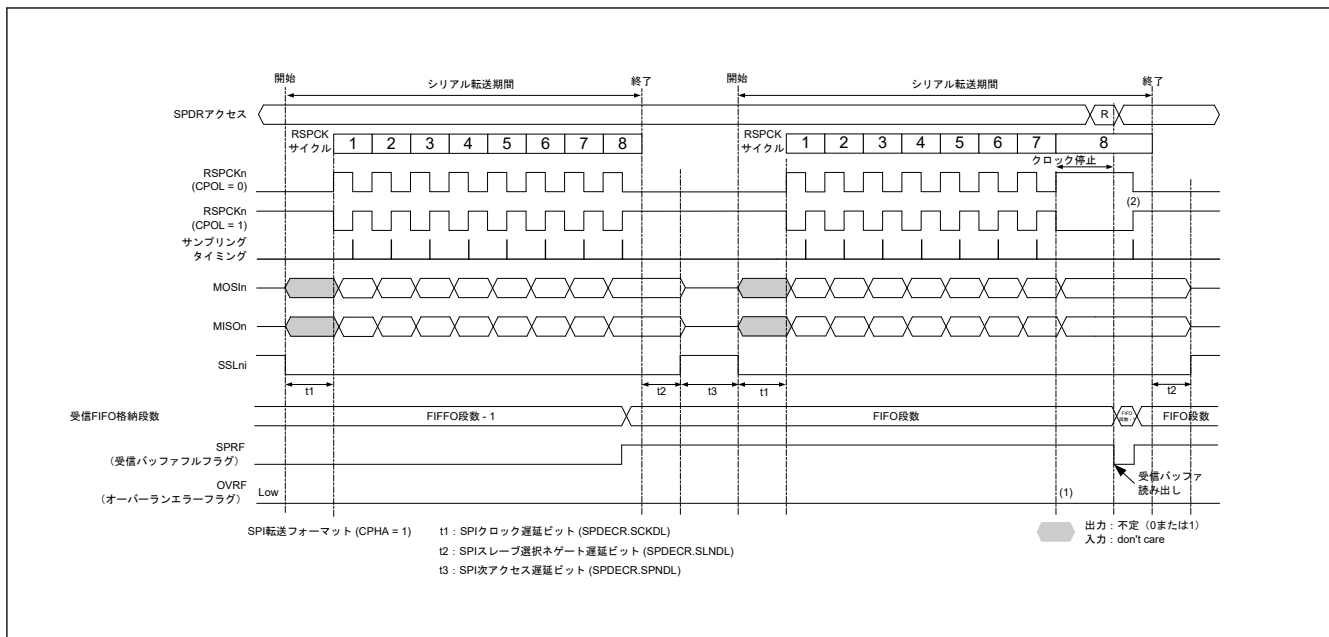 開始 シリアル転送期間 終了 開始 シリアル転送期間 終了
SPDRアクセス R
RSPCK
サイクル 1 2 3 4 5 6 7 8
RSPCK
サイクル 1 2 3 4 5 6 7 8
クロック停止
RSPCKn
(CPOL = 0)
(2)
RSPCKn
(CPOL = 1)
サンプリング
タイミング
MOSIn
MISOn
SSLni
t1 t2 t3 t1 t2
受信FIFO格納段数 FIFFO段数 - 1 FIFO段数 FIFO
段数 - 1 FIFO段数
SPRF
(受信バッファフルフラグ)
受信バッファ
読み出し
OVRF
(オーバーランエラーフラグ) Low (1)
SPI転送フォーマット (CPHA = 1)
t1：SPIクロック遅延ビット (SPDECR.SCKDL)
t2：SPIスレーブ選択ネゲート遅延ビット (SPDECR.SLNDL)
t3：SPI次アクセス遅延ビット (SPDECR.SPNDL)
出力：不定（0または1）
入力：don't care